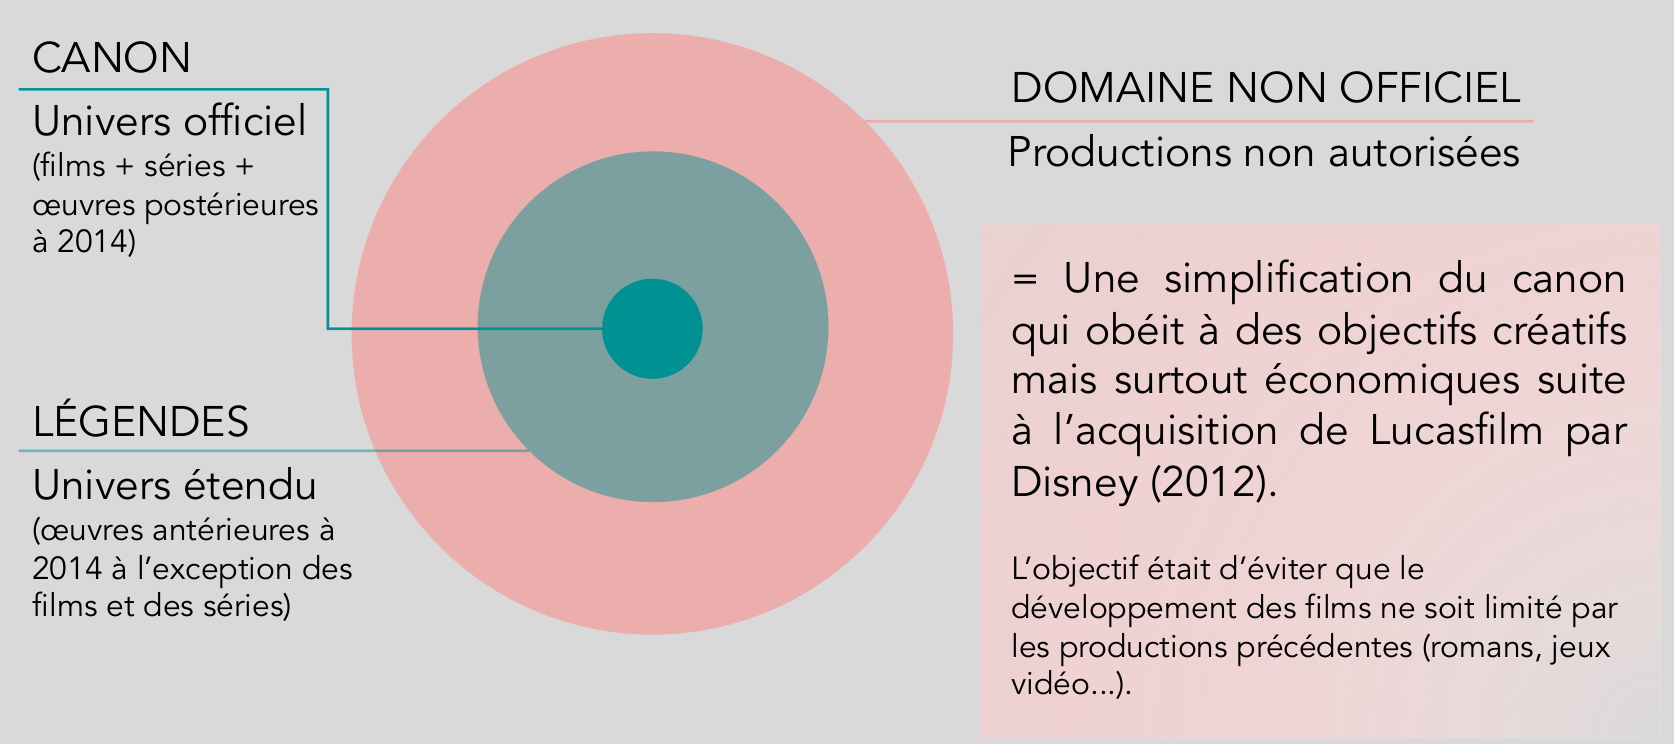 CANON
Univers officiel
(films + séries +
œuvres postérieures
à 2014)
LÉGENDES
Univers étendu
(œuvres antérieures à
2014 à l’exception des
films et des séries)
DOMAINE NON OFFICIEL
Productions non autorisées
= Une simplification du canon
qui obéit à des objectifs créatifs
mais surtout économiques suite
à l’acquisition de Lucasfilm par
Disney (2012).
L’objectif était d’éviter que le
développement des films ne soit limité par
les productions précédentes (romans, jeux
vidéo...).